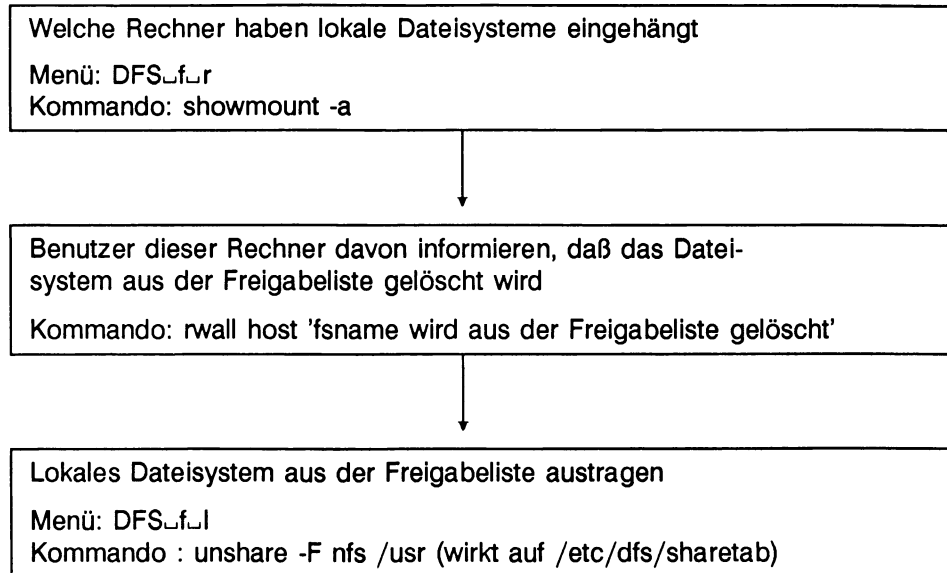 Welche Rechner haben lokale Dateisysteme eingehängt
Menü: DFS␣f␣r
Kommando: showmount -a
Benutzer dieser Rechner davon informieren, daß das Datei-
system aus der Freigabeliste gelöscht wird
Kommando: rwall host 'fsname wird aus der Freigabeliste gelöscht'
Lokales Dateisystem aus der Freigabeliste austragen
Menü: DFS␣f␣l
Kommando : unshare -F nfs /usr (wirkt auf /etc/dfs/sharetab)